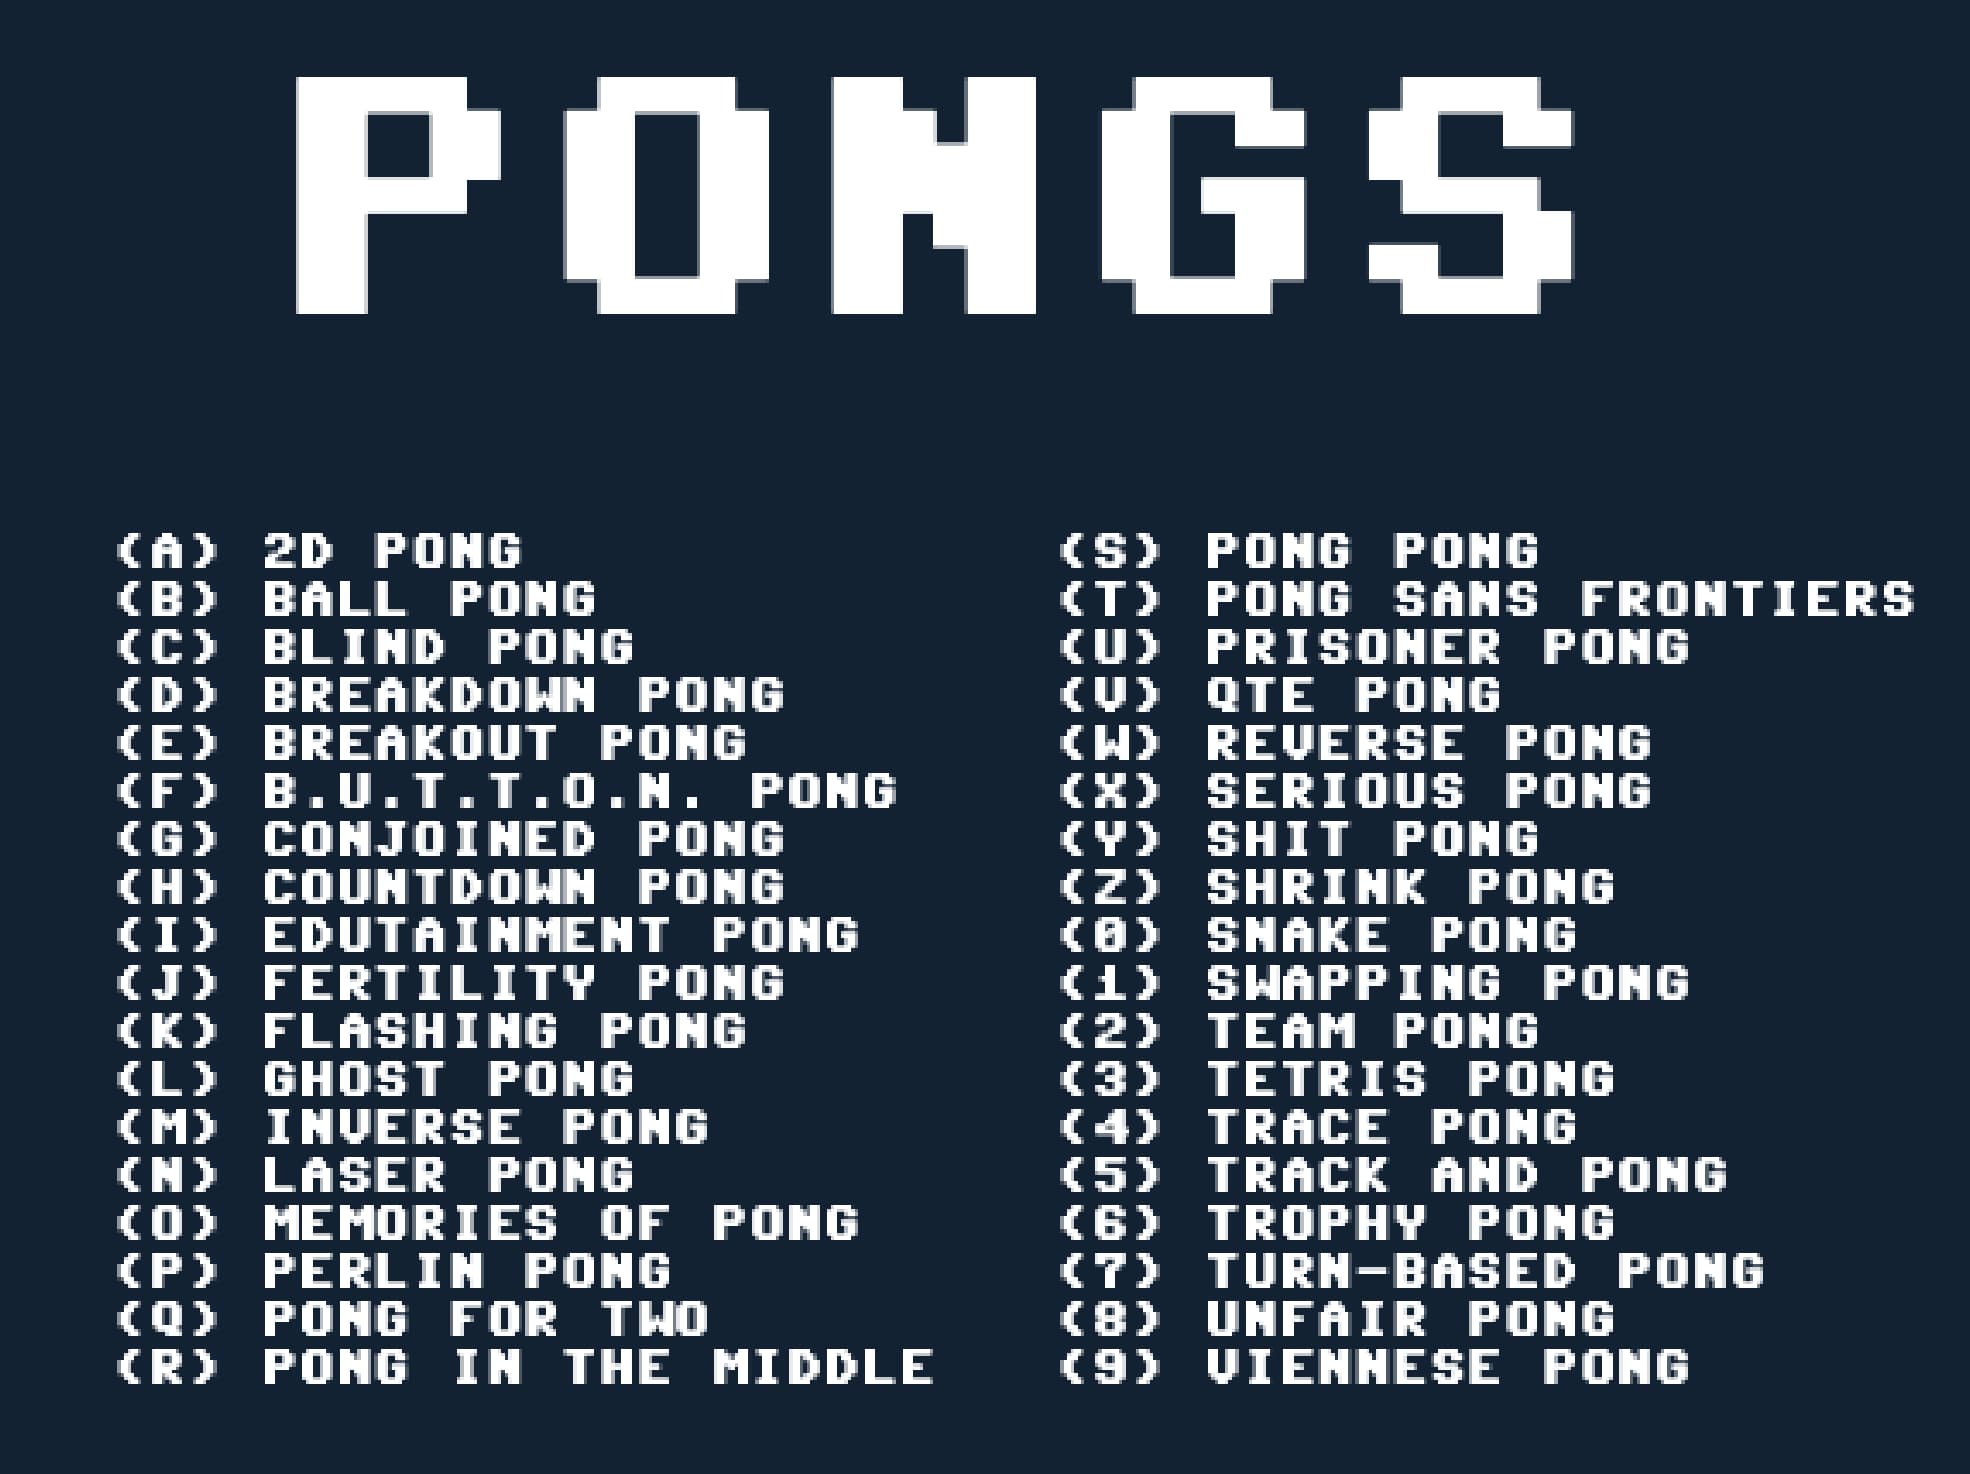 PONGS
(A) 2D PONG
(B) BALL PONG
(C) BLIND PONG
(D) BREAKDOWN PONG
(E) BREAKOUT PONG
(F) B.U.T.T.O.N. PONG
(G) CONJOINED PONG
(H) COUNTDOWN PONG
(I) EDUTAINMENT PONG
(J) FERTILITY PONG
(K) FLASHING PONG
(L) GHOST PONG
(M) INVERSE PONG
(N) LASER PONG
(O) MEMORIES OF PONG
(P) PERLIN PONG
(Q) PONG FOR TWO
(R) PONG IN THE MIDDLE
(S) PONG PONG
(T) PONG SANS FRONTIERS
(U) PRISONER PONG
(V) QTE PONG
(W) REVERSE PONG
(X) SERIOUS PONG
(Y) SHIT PONG
(Z) SHRINK PONG
(0) SNAKE PONG
(1) SWAPPING PONG
(2) TEAM PONG
(3) TETRIS PONG
(4) TRACE PONG
(5) TRACK AND PONG
(6) TROPHY PONG
(7) TURN-BASED PONG
(8) UNFAIR PONG
(9) VIENNESE PONG